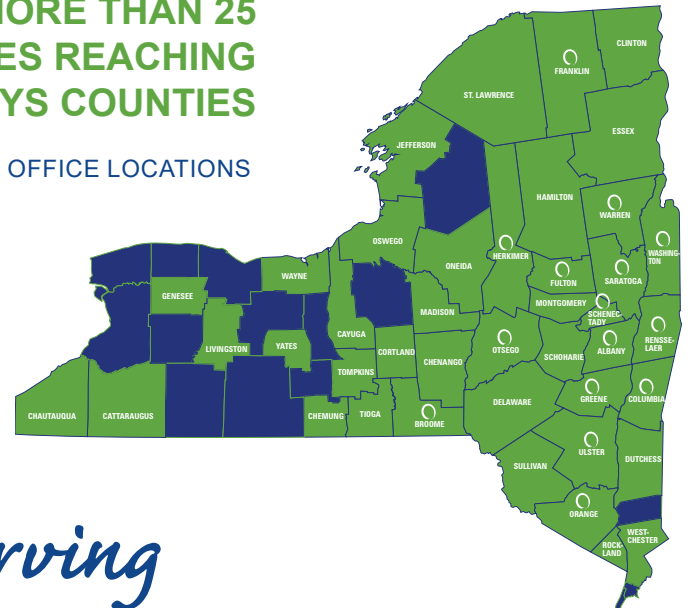 MORE THAN 25
ES REACHING
YS COUNTIES
OFFICE LOCATIONS
CLINTON
FRANKLIN
ST. LAWRENCE
ESSEX
JEFFERSON
HAMILTON
WARREN
OSWEGO
WASHING-
TON
HERKIMER
ONEIDA
WAYNE
FULTON
SARATOGA
GENESEE
MONTGOMERY
MADISON
SCHENEC-
TADY
CAYUGA
RENSSE-
LAER
LIVINGSTON
YATES
OTSEGO
ALBANY
CORTLAND
SCHOHARIE
CHENANGO
TOMPKINS
GREENE
COLUMBIA
DELAWARE
CHAUTAUQUA
CATTARAUGUS
CHEMUNG
TIOGA
BROOME
ULSTER
DUTCHESS
SULLIVAN
ORANGE
WEST-
CHESTER
ROCK-
LAND
rving